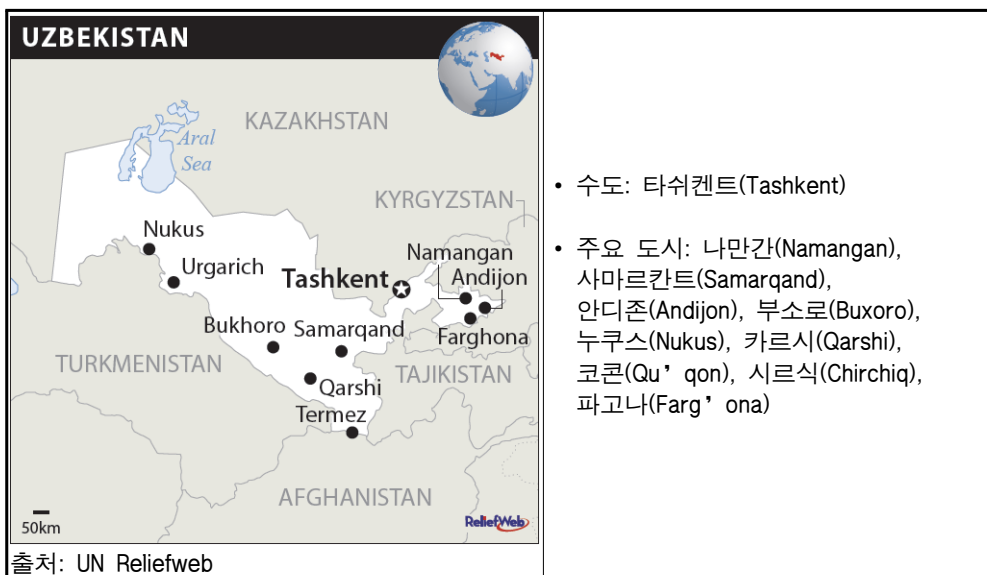 UZBEKISTAN
KAZAKHSTAN
Aral
Sea
KYRGYZSTAN
Nukus
Namangan
Urgarich
Tashkent
Andijon
Bukhoro
Samarqand
Farghona
TURKMENISTAN
TAJIKISTAN
Qarshi
Termez
AFGHANISTAN
50km
ReliefWeb
출처: UN Reliefweb
• 수도: 타쉬켄트(Tashkent)
• 주요 도시: 나만간(Namangan),
사마르칸트(Samarqand),
안디존(Andijon), 부소로(Buxoro),
누쿠스(Nukus), 카르시(Qarshi),
코콘(Qu’qon), 시르식(Chirchiq),
파고나(Farg’ona)